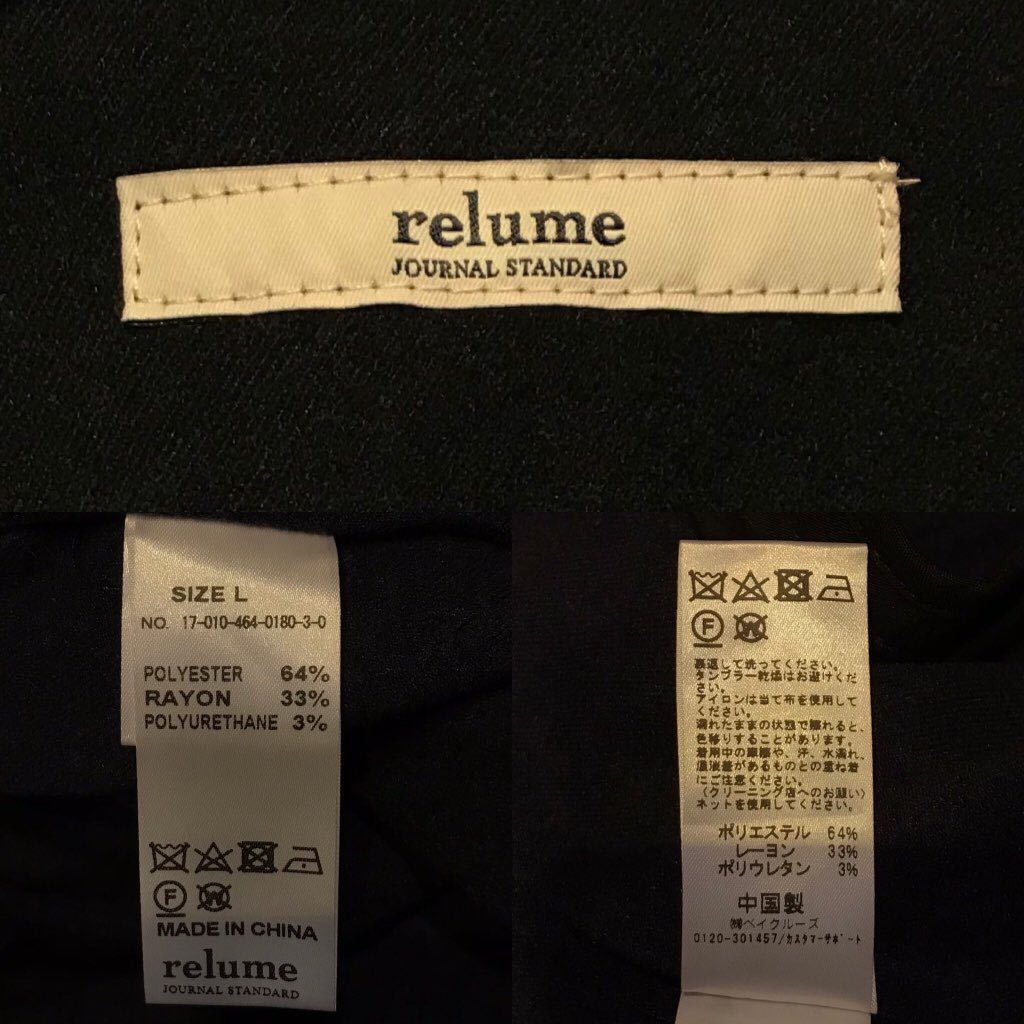 relume
JOURNAL STANDARD
SIZE L
NO. 17-010-464-0180-3-0
POLYESTER 64%
RAYON 33%
POLYURETHANE 3%
F W
MADE IN CHINA
relume
JOURNAL STANDARD
F W
裏返して洗ってください。
タンブラー乾燥はお避けくだ
さい。
アイロンは当て布を使用して
ください。
濡れたままの状態で擦れると、
色移りすることがあります。
着用中の摩擦や、汗、水濡れ、
濃淡差があるものとの重ね着
にご注意ください。
〈クリーニング店へのお願い〉
ネットを使用してください。
ポリエステル 64%
レーヨン 33%
ポリウレタン 3%
中国製
㈱ベイクルーズ
0120-301457/カスタマーサポート